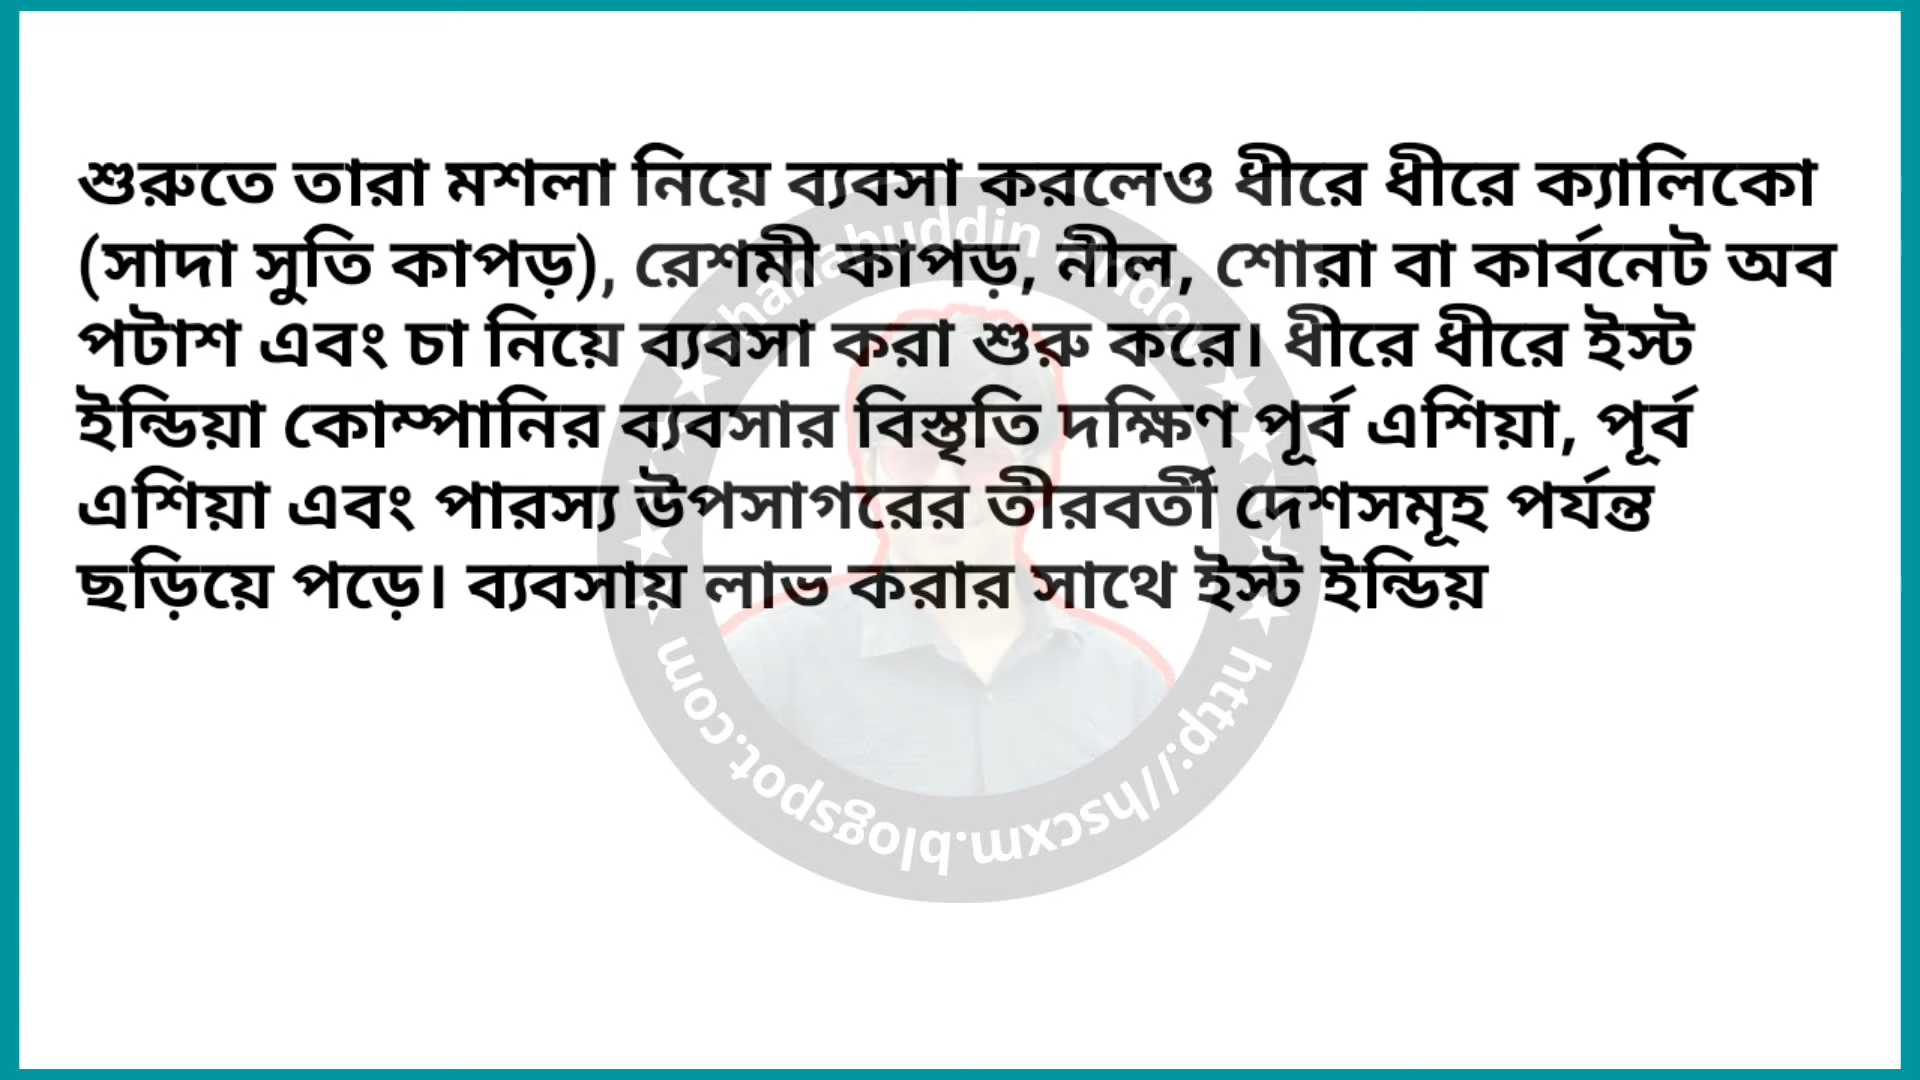 শুরুতে তারা মশলা নিয়ে ব্যবসা করলেও ধীরে ধীরে ক্যালিকো
(সাদা সুতি কাপড়), রেশমী কাপড়, নীল, শোরা বা কার্বনেট অব
পটাশ এবং চা নিয়ে ব্যবসা করা শুরু করে। ধীরে ধীরে ইস্ট
ইন্ডিয়া কোম্পানির ব্যবসার বিস্তৃতি দক্ষিণ পূর্ব এশিয়া, পূর্ব
এশিয়া এবং পারস্য উপসাগরের তীরবর্তী দেশসমূহ পর্যন্ত
ছড়িয়ে পড়ে। ব্যবসায় লাভ করার সাথে ইস্ট ইন্ডিয়
http://hscxm.blogspot.com